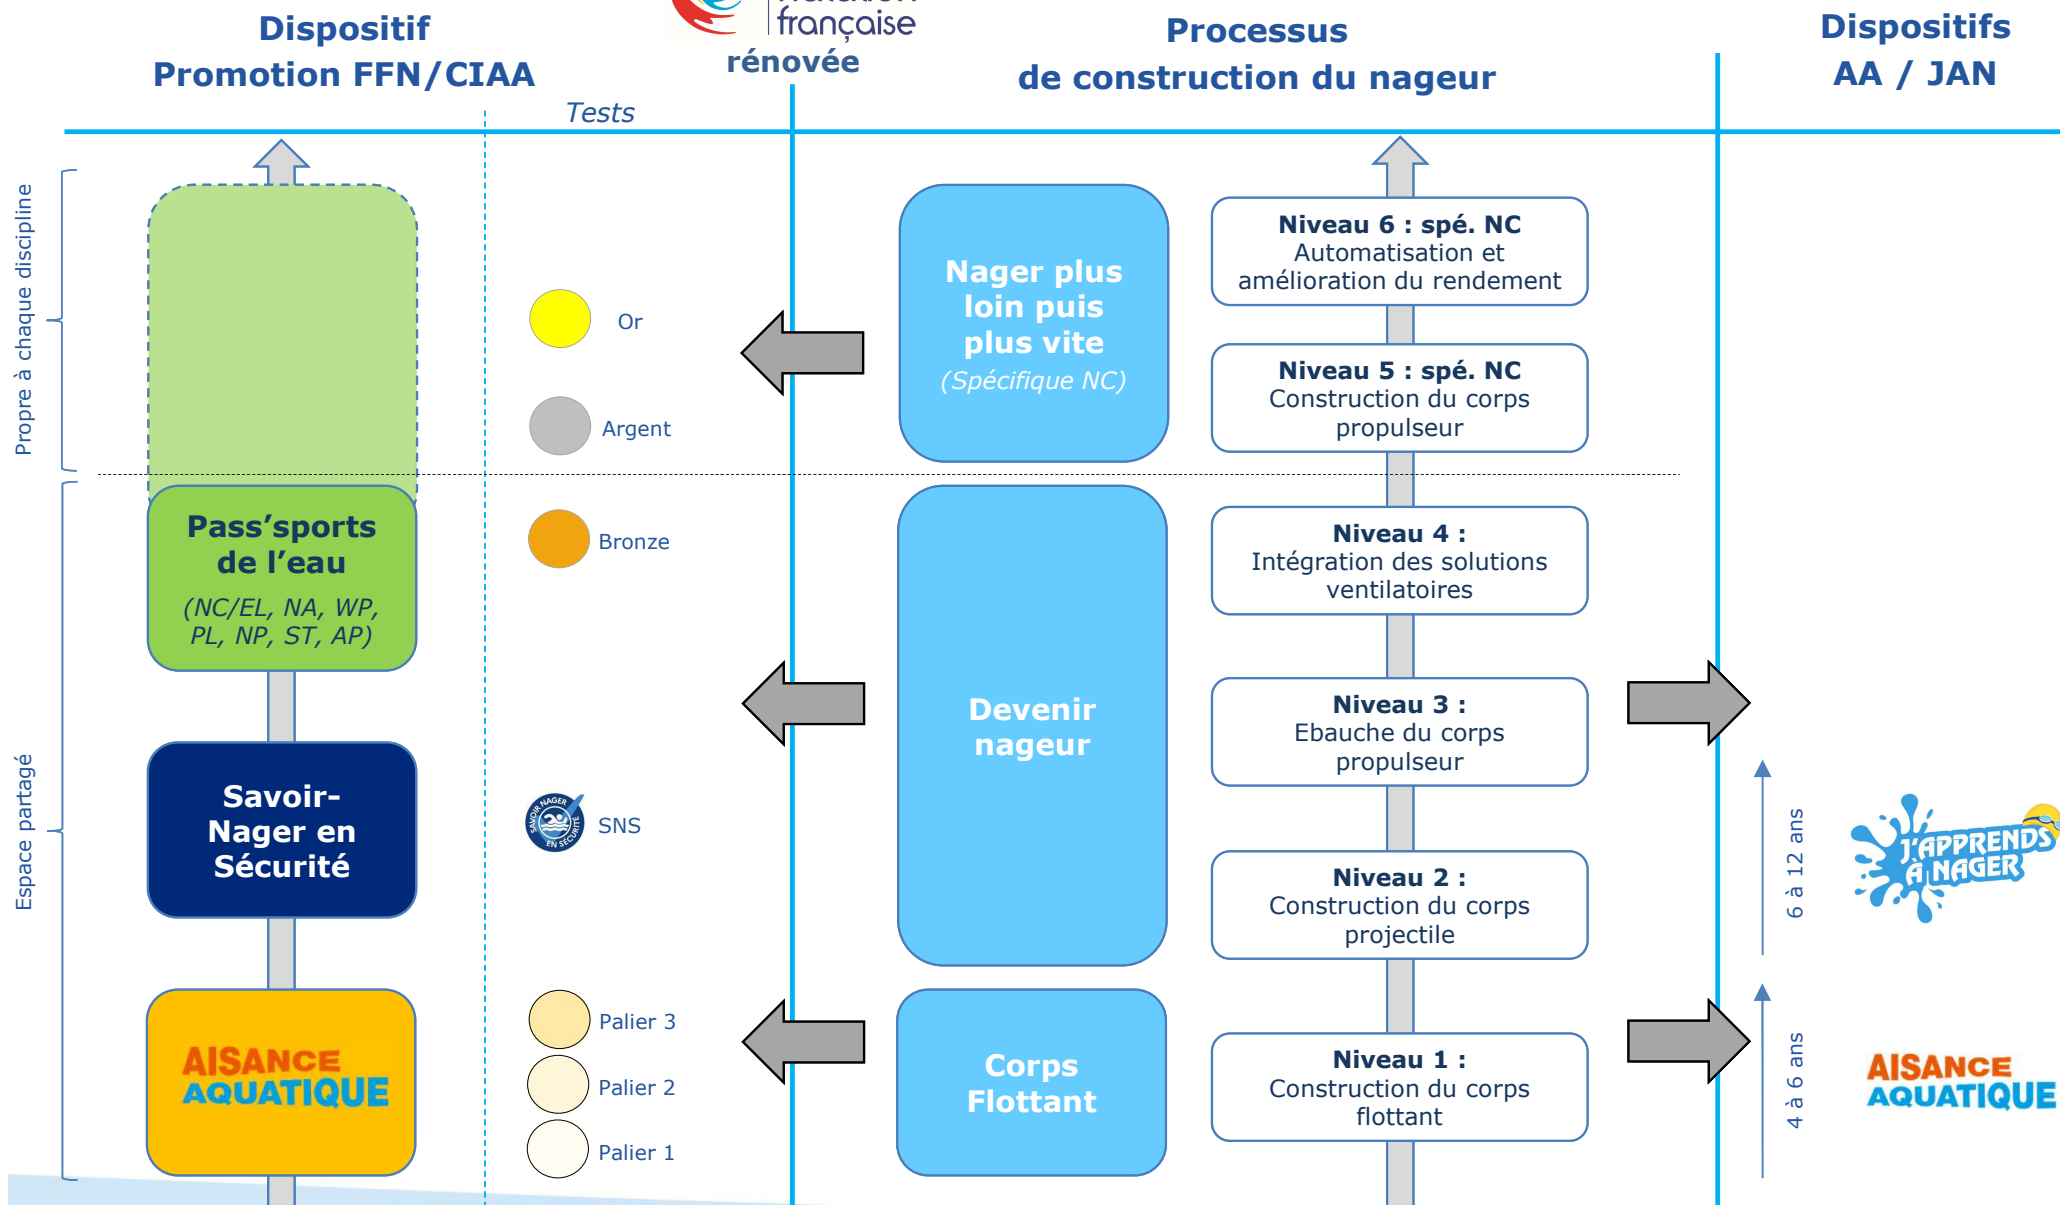 Dispositif
Promotion FFN/CIAA
française
rénovée
Processus
de construction du nageur
Dispositifs
AA / JAN
Tests
Propre à chaque discipline
Espace partagé
Pass’sports
de l’eau
(NC/EL, NA, WP,
PL, NP, ST, AP)
Savoir-
Nager en
Sécurité
AISANCE
AQUATIQUE
Or
Argent
Bronze
SAVOIR NAGER
EN SÉCURITÉ
SNS
Palier 3
Palier 2
Palier 1
Nager plus
loin puis
plus vite
(Spécifique NC)
Devenir
nageur
Corps
Flottant
Niveau 6 : spé. NC
Automatisation et
amélioration du rendement
Niveau 5 : spé. NC
Construction du corps
propulseur
Niveau 4 :
Intégration des solutions
ventilatoires
Niveau 3 :
Ebauche du corps
propulseur
Niveau 2 :
Construction du corps
projectile
Niveau 1 :
Construction du corps
flottant
6 à 12 ans
J'APPRENDS
À NAGER
4 à 6 ans
AISANCE
AQUATIQUE